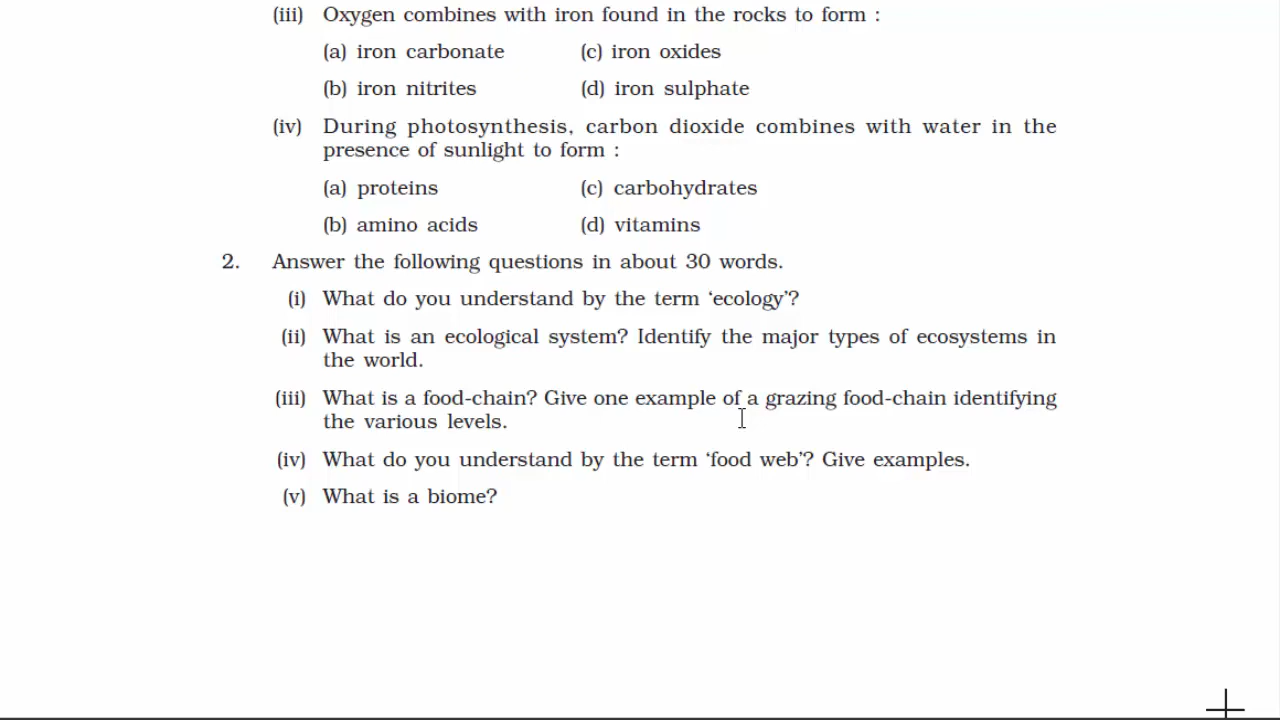 (iii) Oxygen combines with iron found in the rocks to form :
(a) iron carbonate (c) iron oxides
(b) iron nitrites (d) iron sulphate
(iv) During photosynthesis, carbon dioxide combines with water in the
presence of sunlight to form :
(a) proteins (c) carbohydrates
(b) amino acids (d) vitamins
2. Answer the following questions in about 30 words.
(i) What do you understand by the term ‘ecology’?
(ii) What is an ecological system? Identify the major types of ecosystems in
the world.
(iii) What is a food-chain? Give one example of a grazing food-chain identifying
the various levels.
(iv) What do you understand by the term ‘food web’? Give examples.
(v) What is a biome?